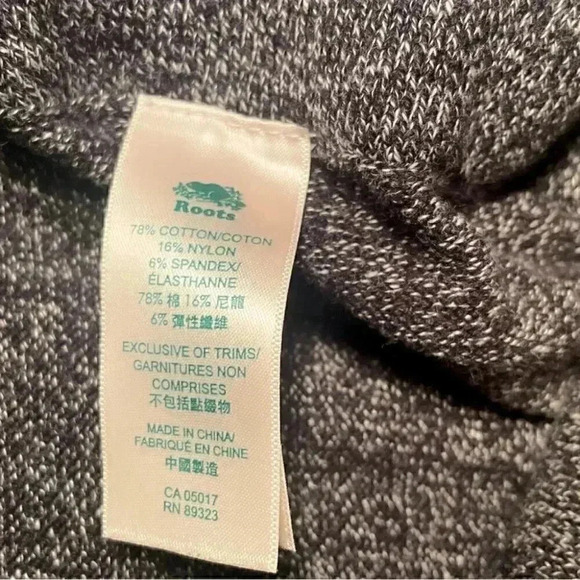 Roots
78% COTTON/COTON
16% NYLON
6% SPANDEX/
ÉLASTHANNE
78% 棉 16% 尼龍
6% 彈性纖維
EXCLUSIVE OF TRIMS/
GARNITURES NON
COMPRISES
不包括點綴物
MADE IN CHINA/
FABRIQUÉ EN CHINE
中國製造
CA 05017
RN 89323